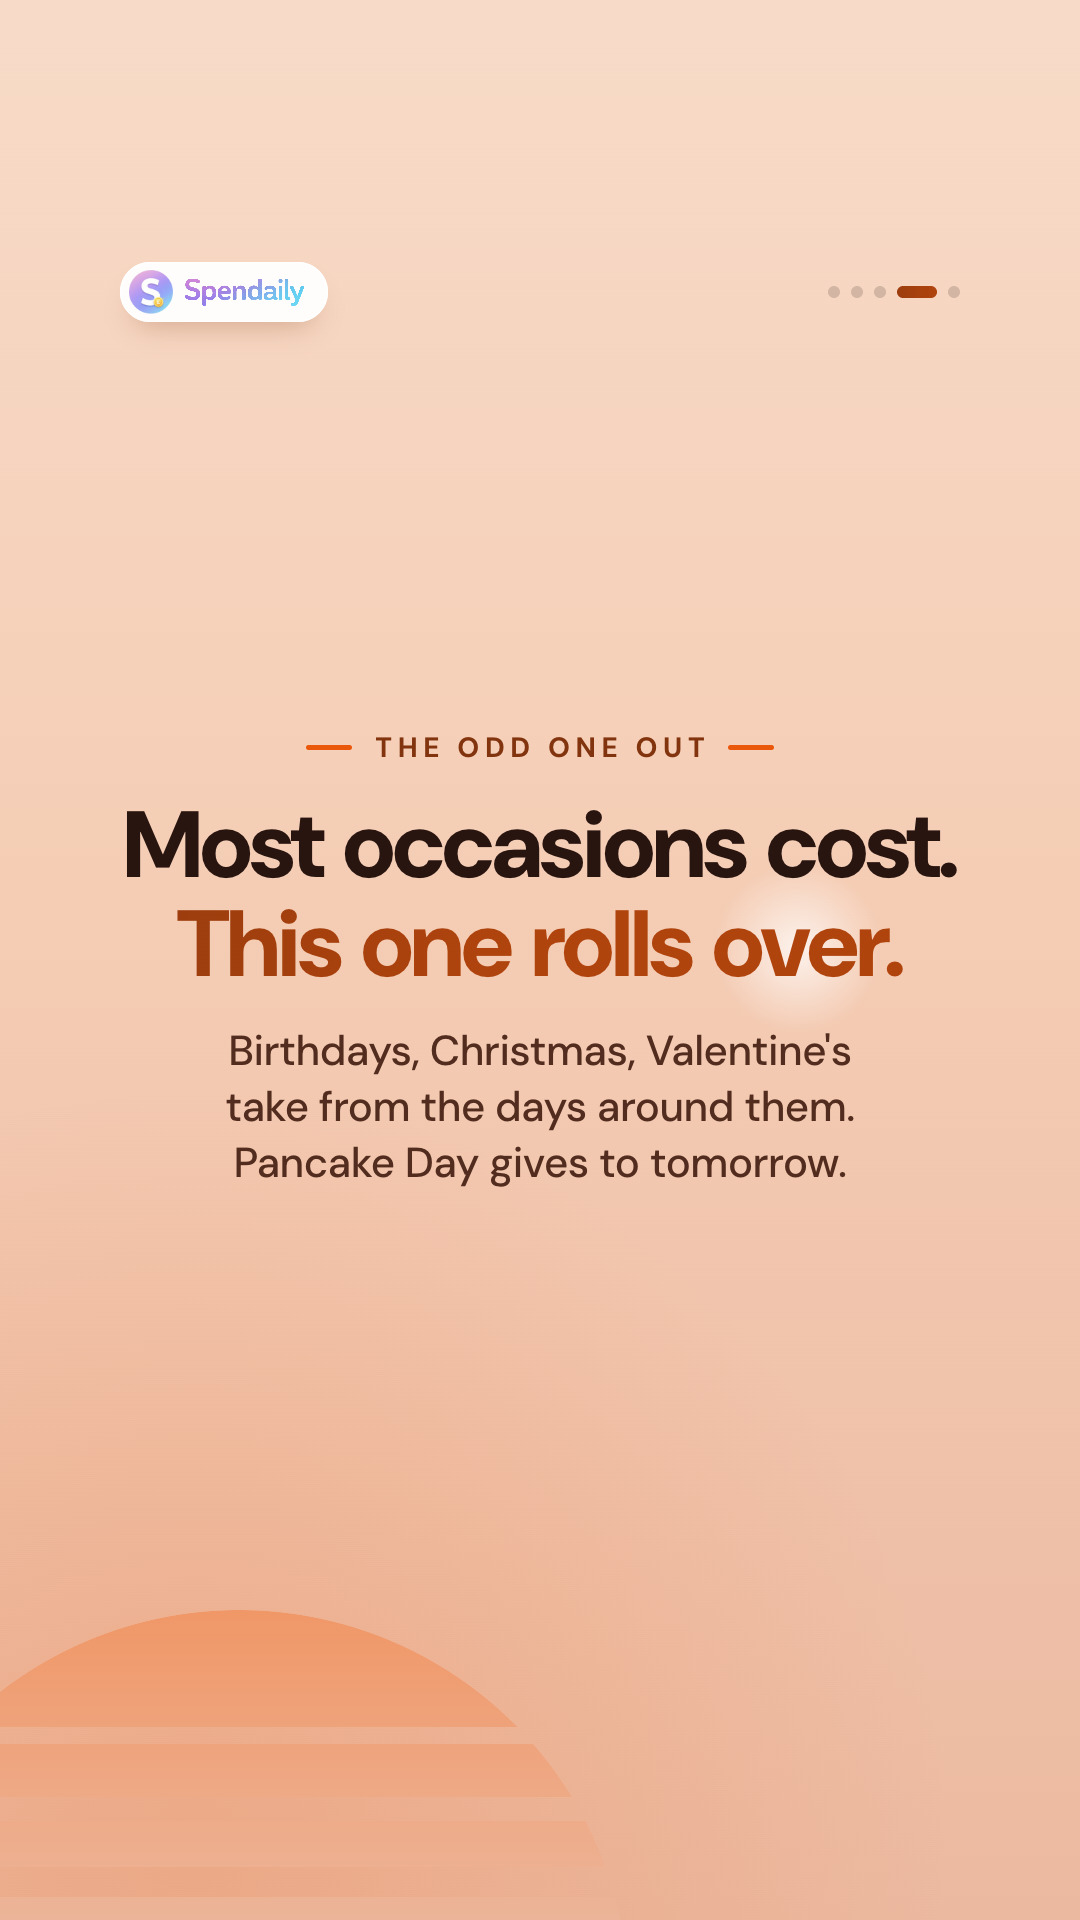 Spendaily
THE ODD ONE OUT
Most occasions cost.
This one rolls over.
Birthdays, Christmas, Valentine's
take from the days around them.
Pancake Day gives to tomorrow.